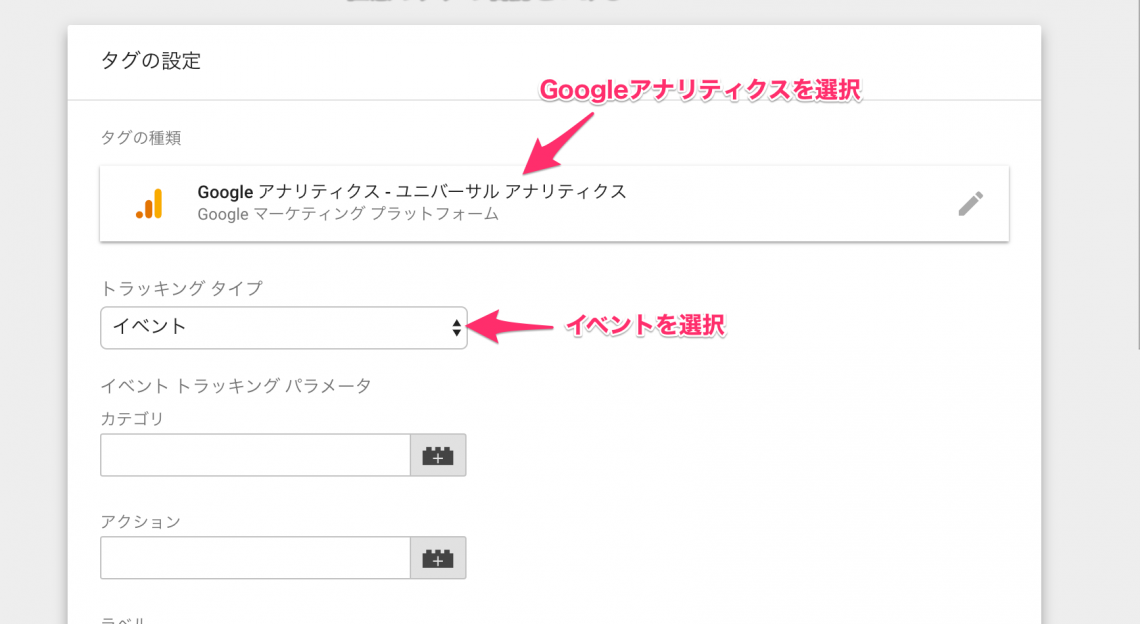 タグの設定
Googleアナリティクスを選択
タグの種類
Google アナリティクス - ユニバーサル アナリティクス
Google マーケティング プラットフォーム
トラッキング タイプ
イベント
イベントを選択
イベント トラッキング パラメータ
カテゴリ
アクション
ラベル